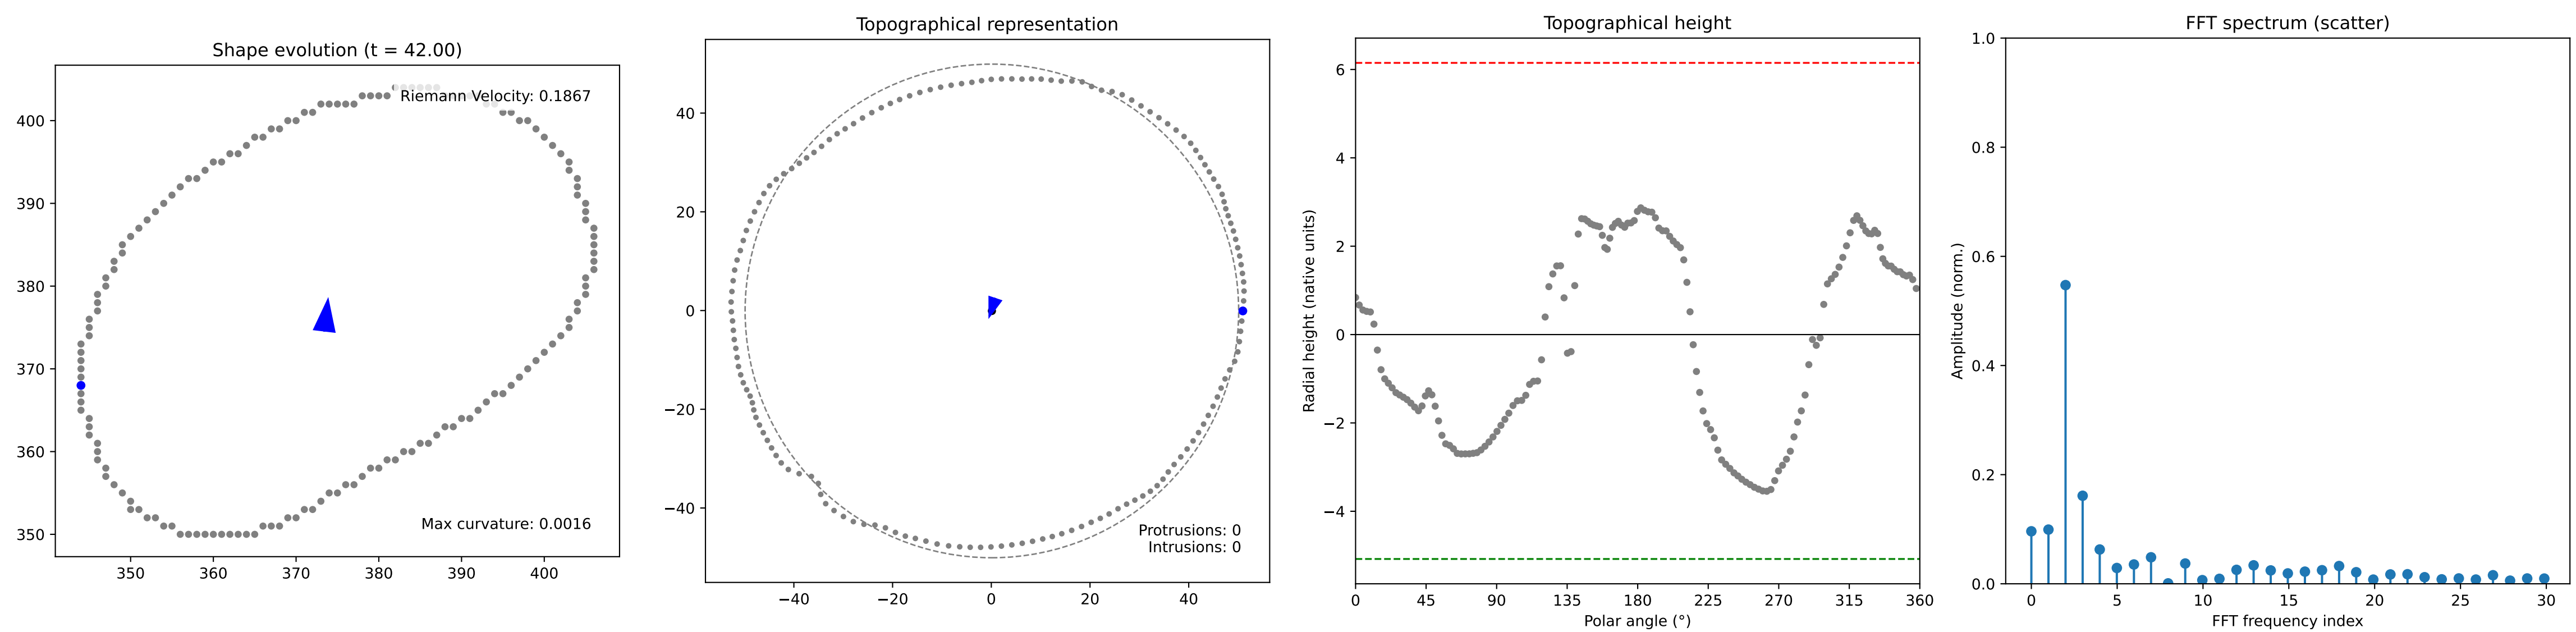 Shape evolution (t = 42.00)
Riemann Velocity: 0.1867
Max curvature: 0.0016
400
390
380
370
360
350
350 360 370 380 390 400
Topographical representation
40
20
0
−20
−40
Protrusions: 0
Intrusions: 0
−40 −20 0 20 40
Topographical height
Radial height (native units)
6
4
2
0
−2
−4
0 45 90 135 180 225 270 315 360
Polar angle (°)
FFT spectrum (scatter)
Amplitude (norm.)
1.0
0.8
0.6
0.4
0.2
0.0
0 5 10 15 20 25 30
FFT frequency index